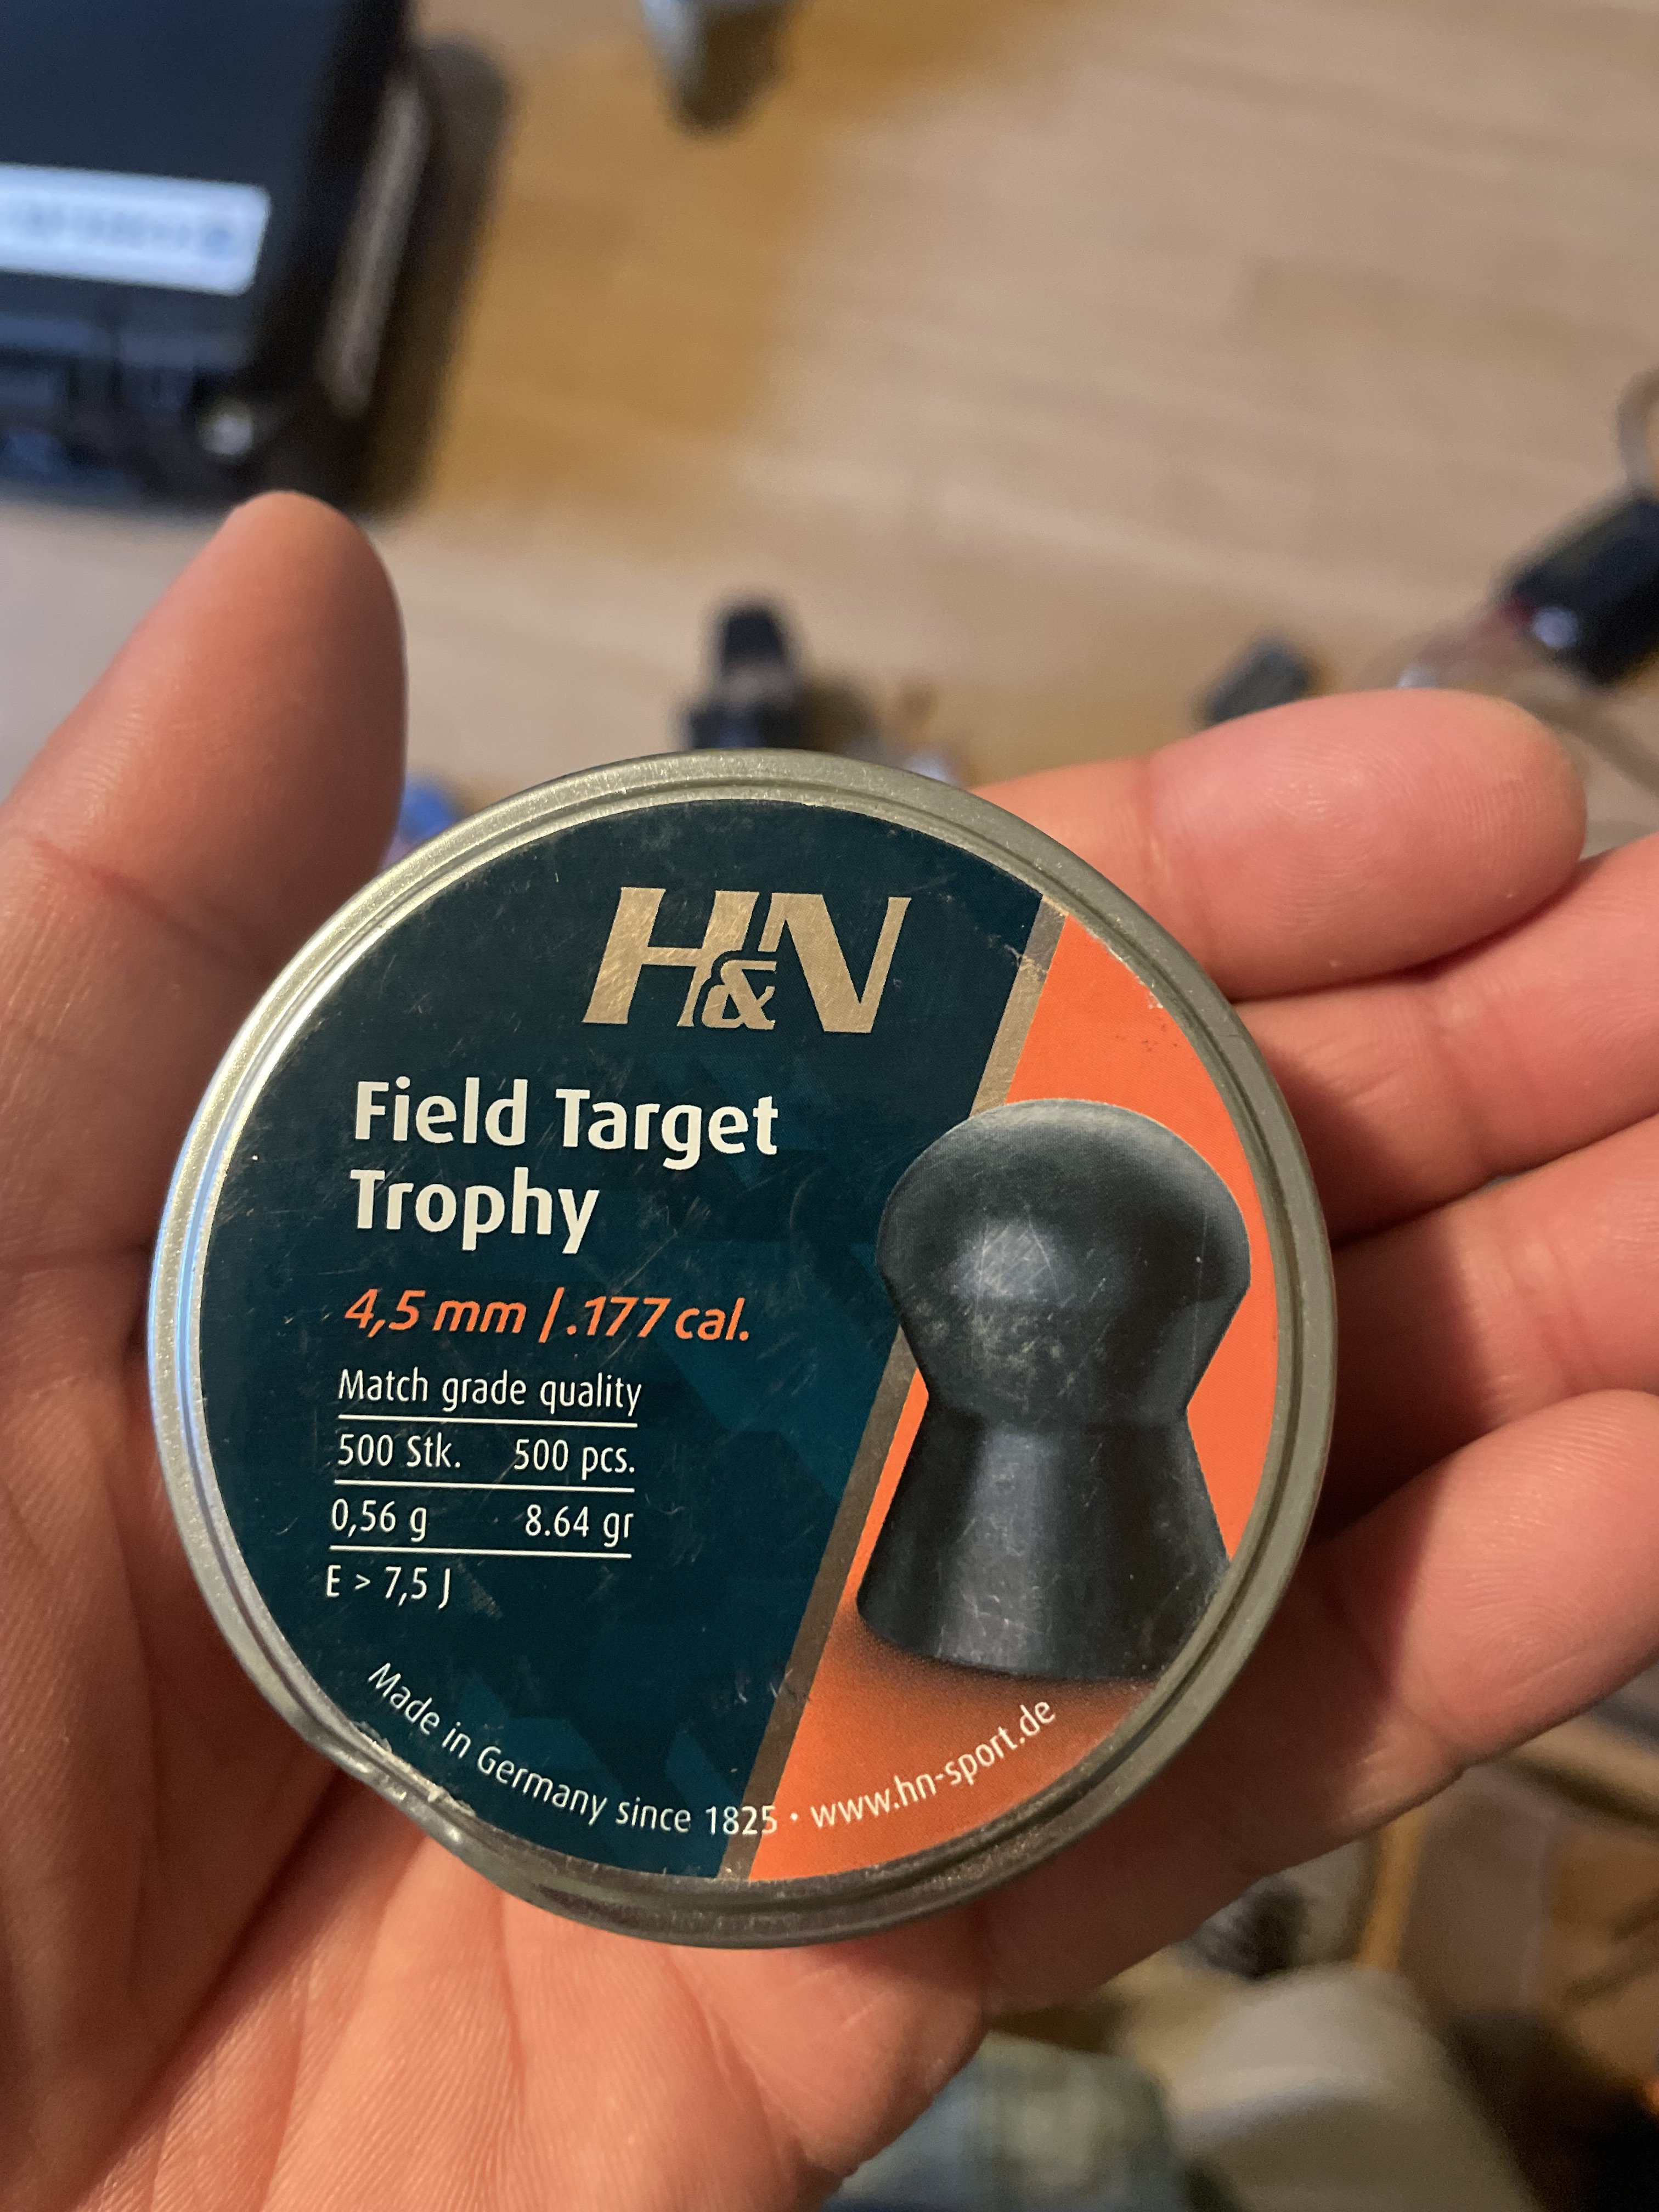 H&N
Field Target
Trophy
4,5 mm / .177 cal.
Match grade quality
500 Stk. 500 pcs.
0,56 g 8.64 gr
E > 7,5 J
Made in Germany since 1825 · www.hn-sport.de